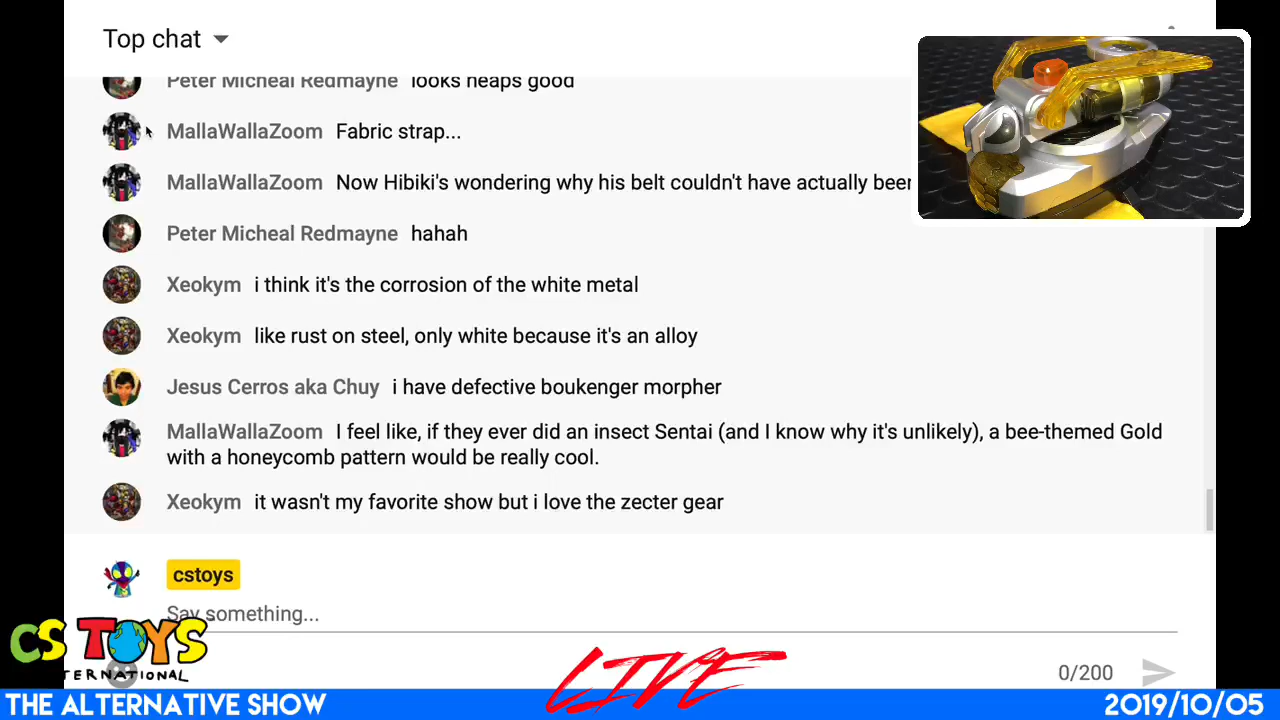 Top chat
Peter Micheal Redmayne looks heaps good
MallaWallaZoom Fabric strap...
MallaWallaZoom Now Hibiki's wondering why his belt couldn't have actually been
Peter Micheal Redmayne hahah
Xeokym i think it's the corrosion of the white metal
Xeokym like rust on steel, only white because it's an alloy
Jesus Cerros aka Chuy i have defective boukenger morpher
MallaWallaZoom I feel like, if they ever did an insect Sentai (and I know why it's unlikely), a bee-themed Gold
with a honeycomb pattern would be really cool.
Xeokym it wasn't my favorite show but i love the zecter gear
cstoys
Say something...
CS TOYS
TERNATIONAL
LIVE
0/200
THE ALTERNATIVE SHOW
2019/10/05